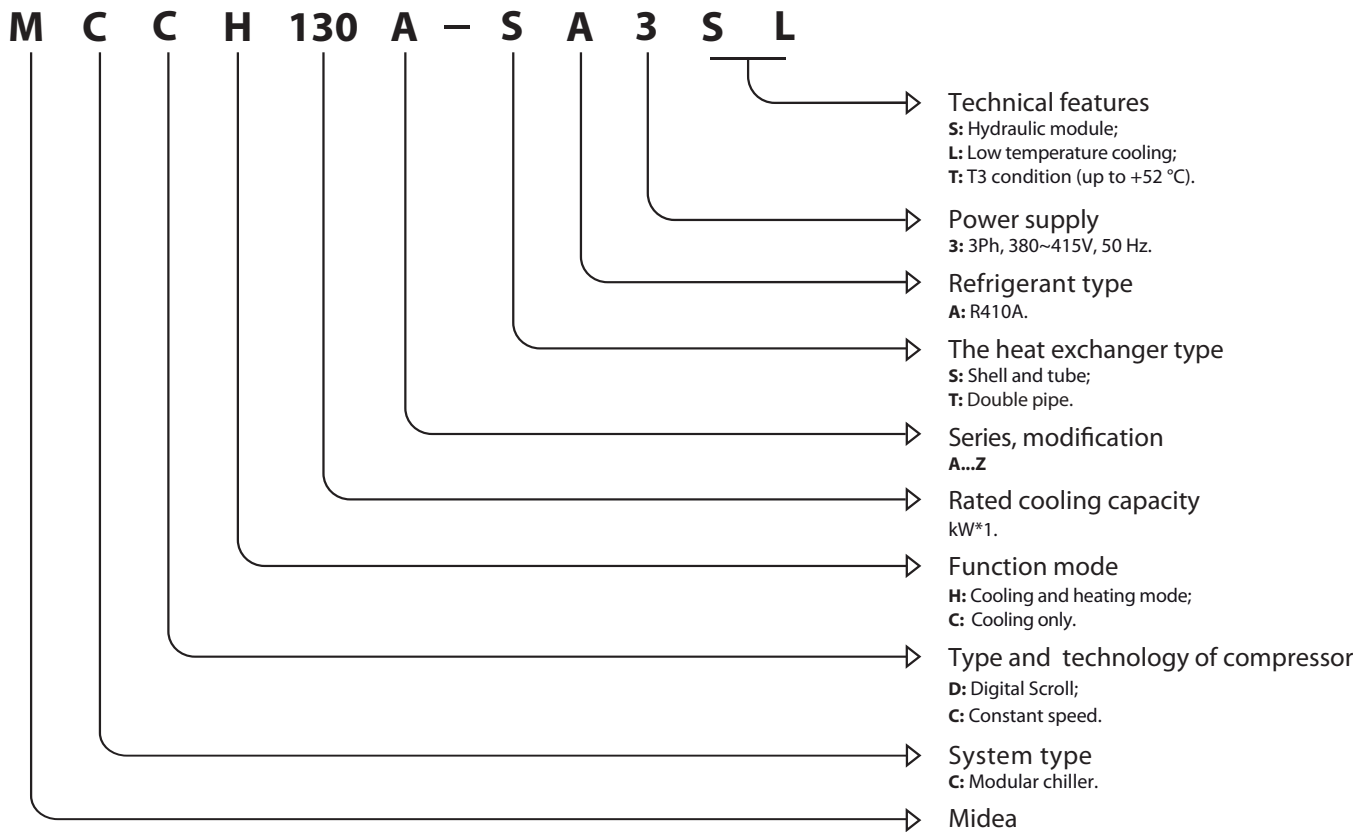 M C C H 130 A – S A 3 S L
Technical features
S: Hydraulic module;
L: Low temperature cooling;
T: T3 condition (up to +52 °C).
Power supply
3: 3Ph, 380~415V, 50 Hz.
Refrigerant type
A: R410A.
The heat exchanger type
S: Shell and tube;
T: Double pipe.
Series, modification
A...Z
Rated cooling capacity
kW*1.
Function mode
H: Cooling and heating mode;
C: Cooling only.
Type and technology of compressor
D: Digital Scroll;
C: Constant speed.
System type
C: Modular chiller.
Midea